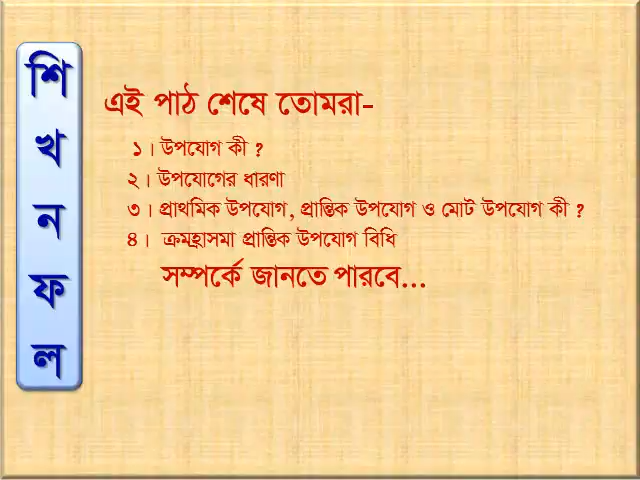 শিখনফল
এই পাঠ শেষে তোমরা-
১। উপযোগ কী ?
২। উপযোগের ধারণা
৩। প্রাথমিক উপযোগ, প্রান্তিক উপযোগ ও মোট উপযোগ কী ?
৪। ক্রমহ্রাসমা প্রান্তিক উপযোগ বিধি
সম্পর্কে জানতে পারবে...